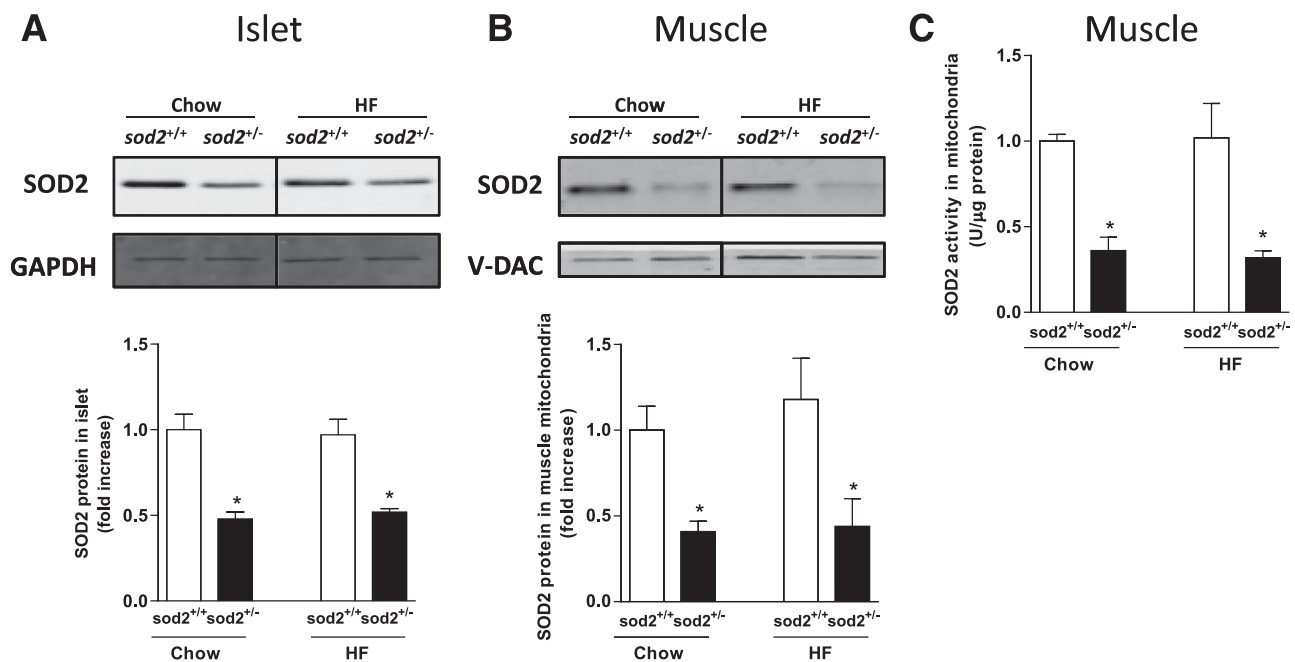 A
Islet
Chow
HF
sod2+/+ sod2+/- sod2+/+ sod2+/-
SOD2
GAPDH
SOD2 protein in islet
(fold increase)
1.5
1.0
0.5
0.0
*
*
sod2+/+ sod2+/- sod2+/+ sod2+/-
Chow
HF
B
Muscle
Chow
HF
sod2+/+ sod2+/- sod2+/+ sod2+/-
SOD2
V-DAC
SOD2 protein in muscle mitochondria
(fold increase)
1.5
1.0
0.5
0.0
*
*
sod2+/+ sod2+/- sod2+/+ sod2+/-
Chow
HF
C
Muscle
SOD2 activity in mitochondria
(U/µg protein)
1.5
1.0
0.5
0.0
*
*
sod2+/+ sod2+/- sod2+/+ sod2+/-
Chow
HF